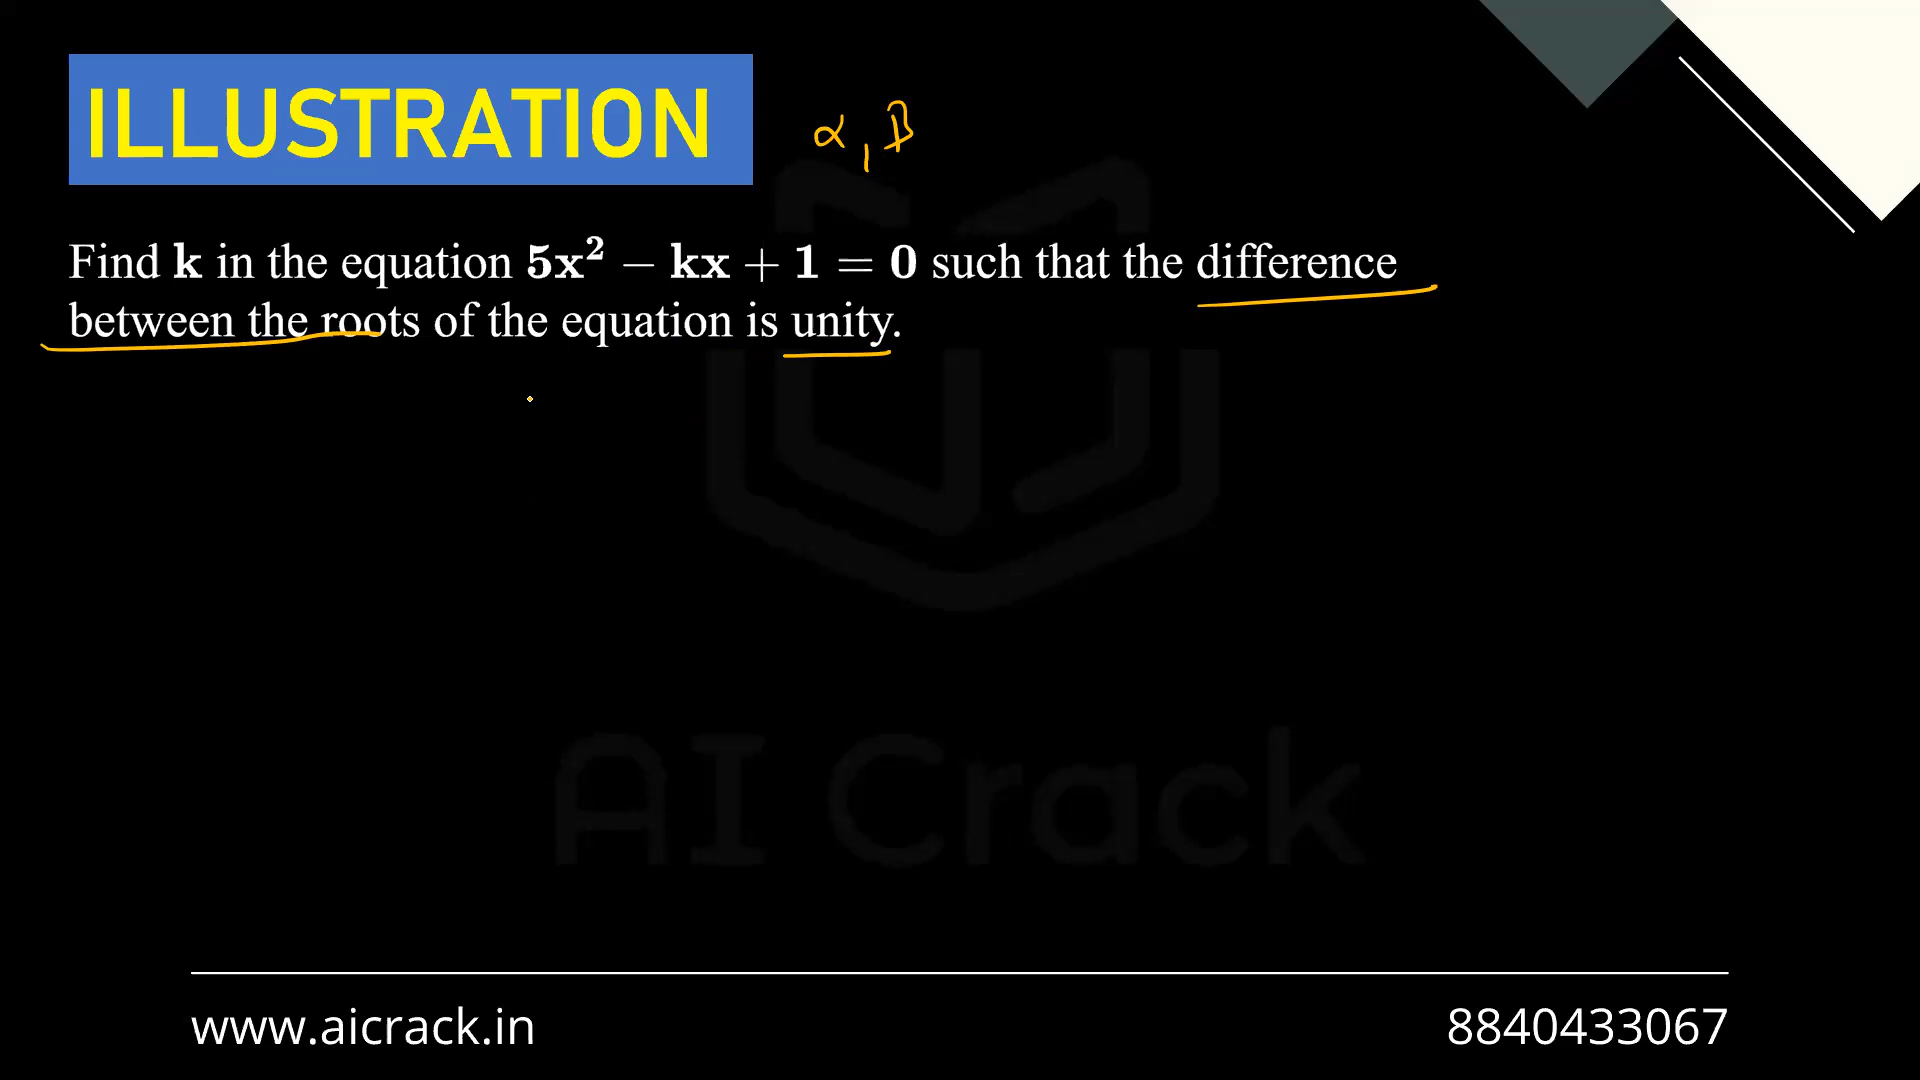 ILLUSTRATION
α, β
Find k in the equation 5x² − kx + 1 = 0 such that the difference
between the roots of the equation is unity.
AI Crack
www.aicrack.in
8840433067